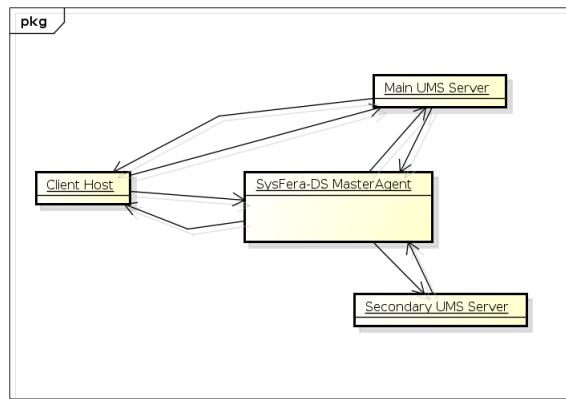 pkg
Main UMS Server
Client Host
SysFera-DS MasterAgent
Secondary UMS Server